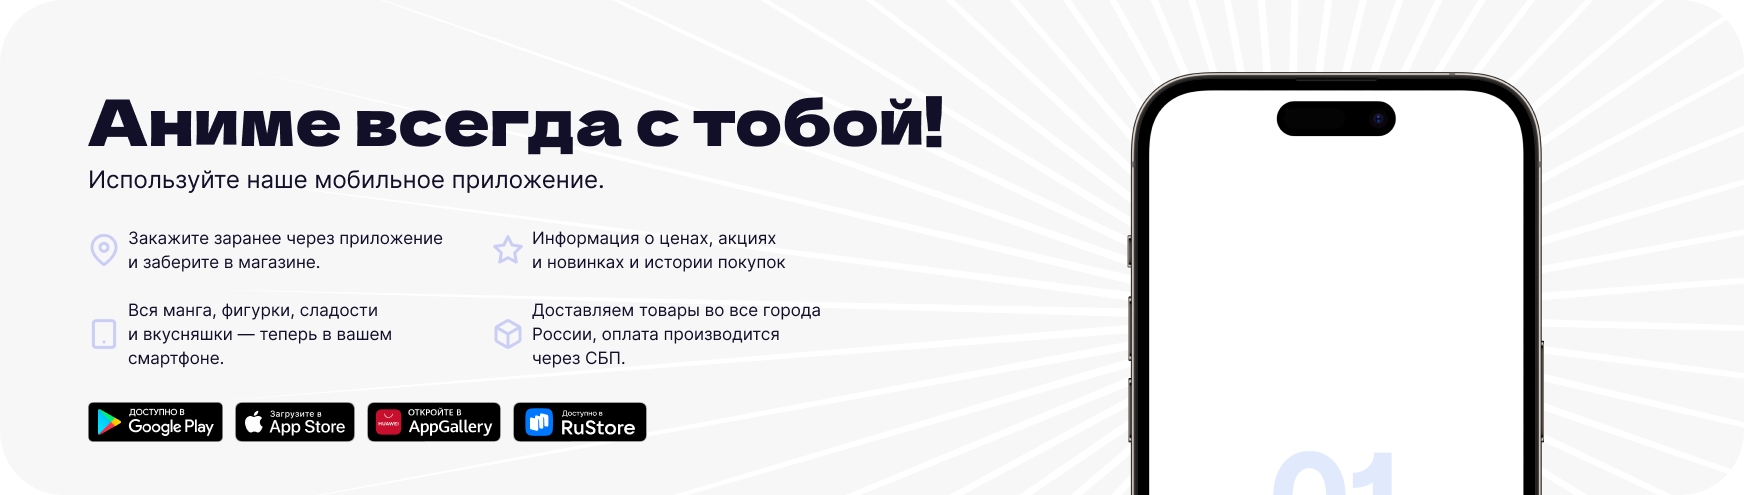 Аниме всегда с тобой!
Используйте наше мобильное приложение.
Закажите заранее через приложение
и заберите в магазине.
Информация о ценах, акциях
и новинках и истории покупок
Вся манга, фигурки, сладости
и вкусняшки — теперь в вашем
смартфоне.
Доставляем товары во все города
России, оплата производится
через СБП.
ДОСТУПНО В
Google Play
Загрузите в
App Store
HUAWEI
ОТКРОЙТЕ В
AppGallery
Доступно в
RuStore
01